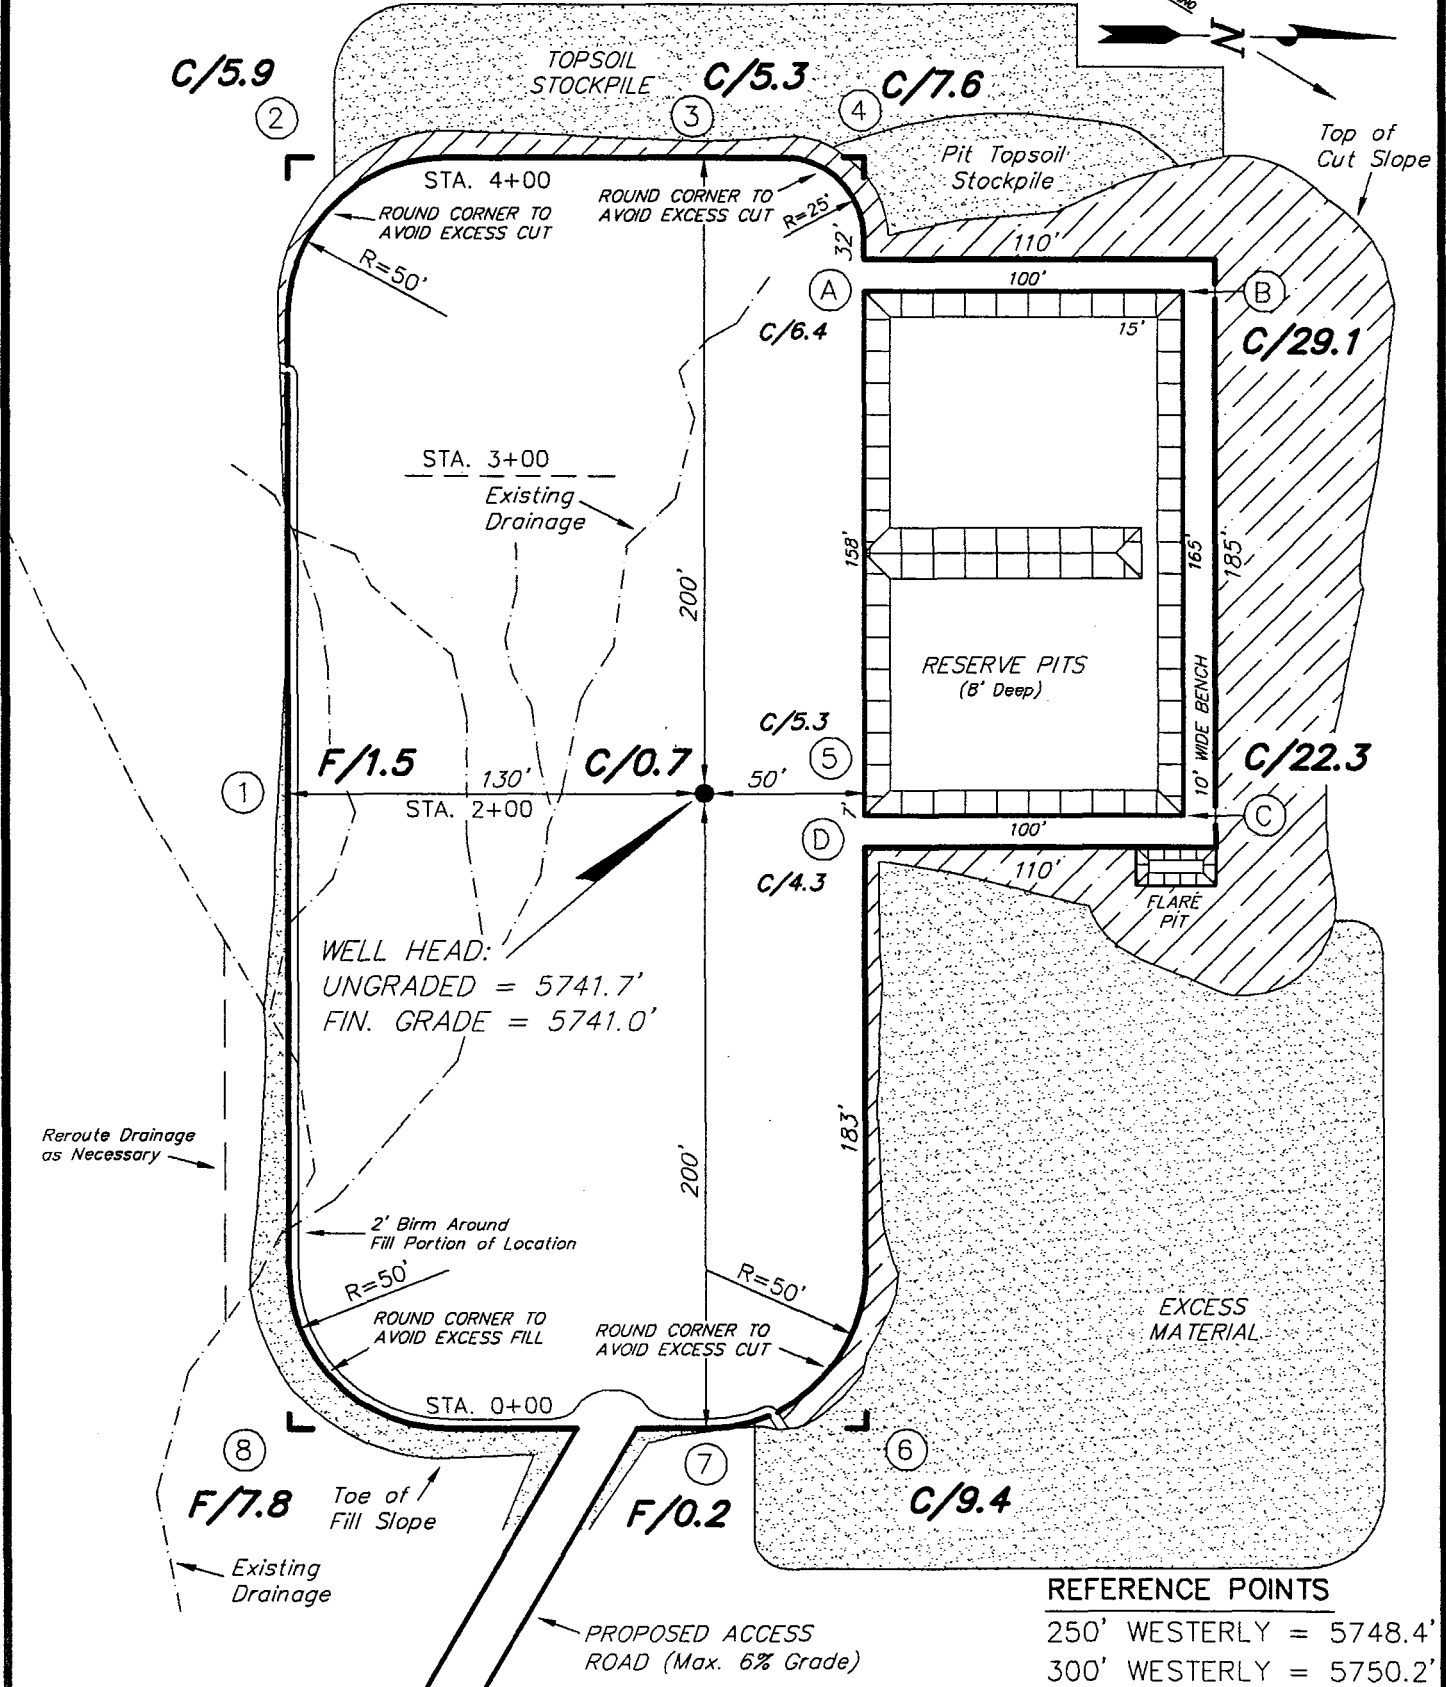 N
C/5.9
2
TOPSOIL
STOCKPILE
C/5.3
3
4
C/7.6
Top of
Cut Slope
Pit Topsoil
Stockpile
STA. 4+00
ROUND CORNER TO
AVOID EXCESS CUT
ROUND CORNER TO
AVOID EXCESS CUT
R=25'
32'
R=50'
110'
100'
A
B
C/6.4
15'
C/29.1
STA. 3+00
Existing
Drainage
158'
165'
185'
200'
RESERVE PITS
(8' Deep)
10' WIDE BENCH
C/5.3
5
F/1.5
C/0.7
C/22.3
1
130'
50'
STA. 2+00
7'
C
D
100'
C/4.3
110'
FLARE
PIT
WELL HEAD:
UNGRADED = 5741.7'
FIN. GRADE = 5741.0'
Reroute Drainage
as Necessary
200'
183'
2' Birm Around
Fill Portion of Location
R=50'
R=50'
ROUND CORNER TO
AVOID EXCESS FILL
ROUND CORNER TO
AVOID EXCESS CUT
EXCESS
MATERIAL
STA. 0+00
8
7
6
F/7.8
Toe of
Fill Slope
F/0.2
C/9.4
Existing
Drainage
PROPOSED ACCESS
ROAD (Max. 6% Grade)
REFERENCE POINTS
250' WESTERLY = 5748.4'
300' WESTERLY = 5750.2'